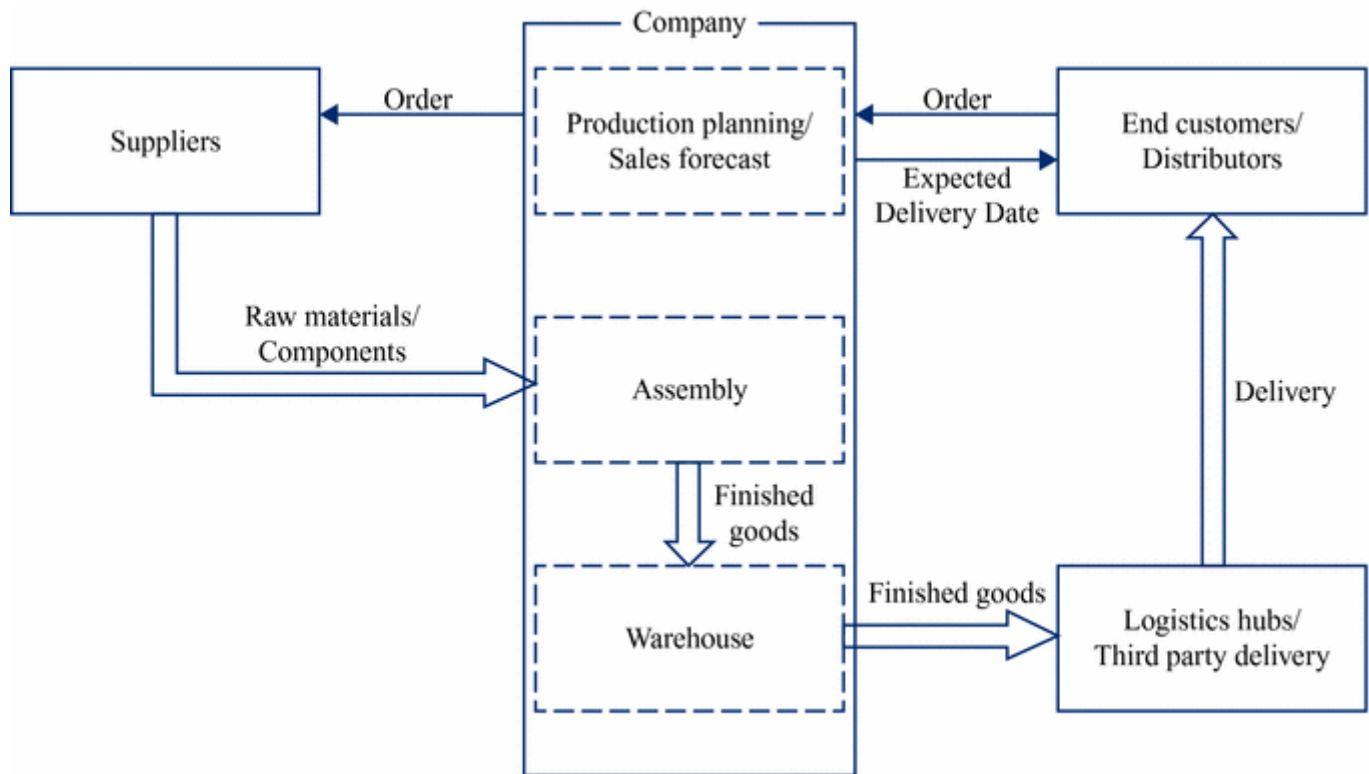 Company
Suppliers
Order
Production planning/
Sales forecast
Order
Expected
Delivery Date
End customers/
Distributors
Raw materials/
Components
Assembly
Delivery
Finished
goods
Warehouse
Finished goods
Logistics hubs/
Third party delivery